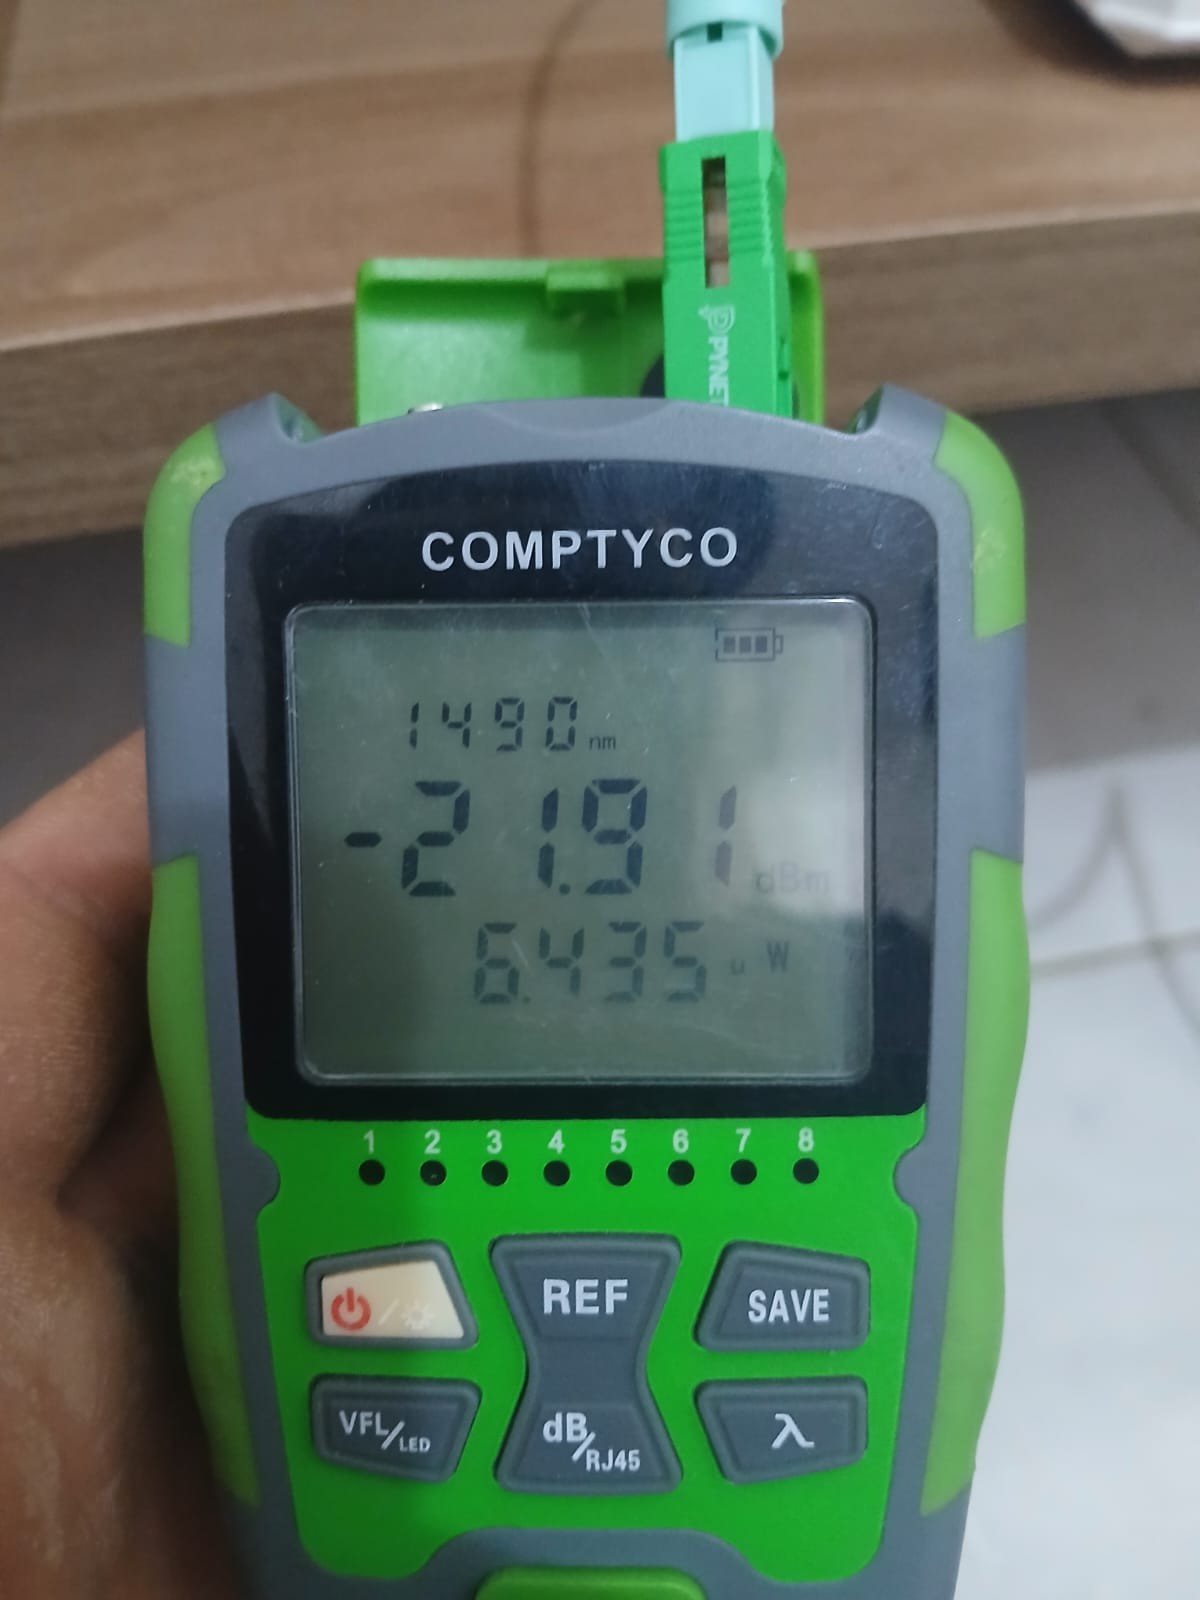 PYNET
COMPTYCO
1490 nm
-21.91 dBm
6.435 u W
1 2 3 4 5 6 7 8
REF
SAVE
VFL/LED
dB/RJ45
λ